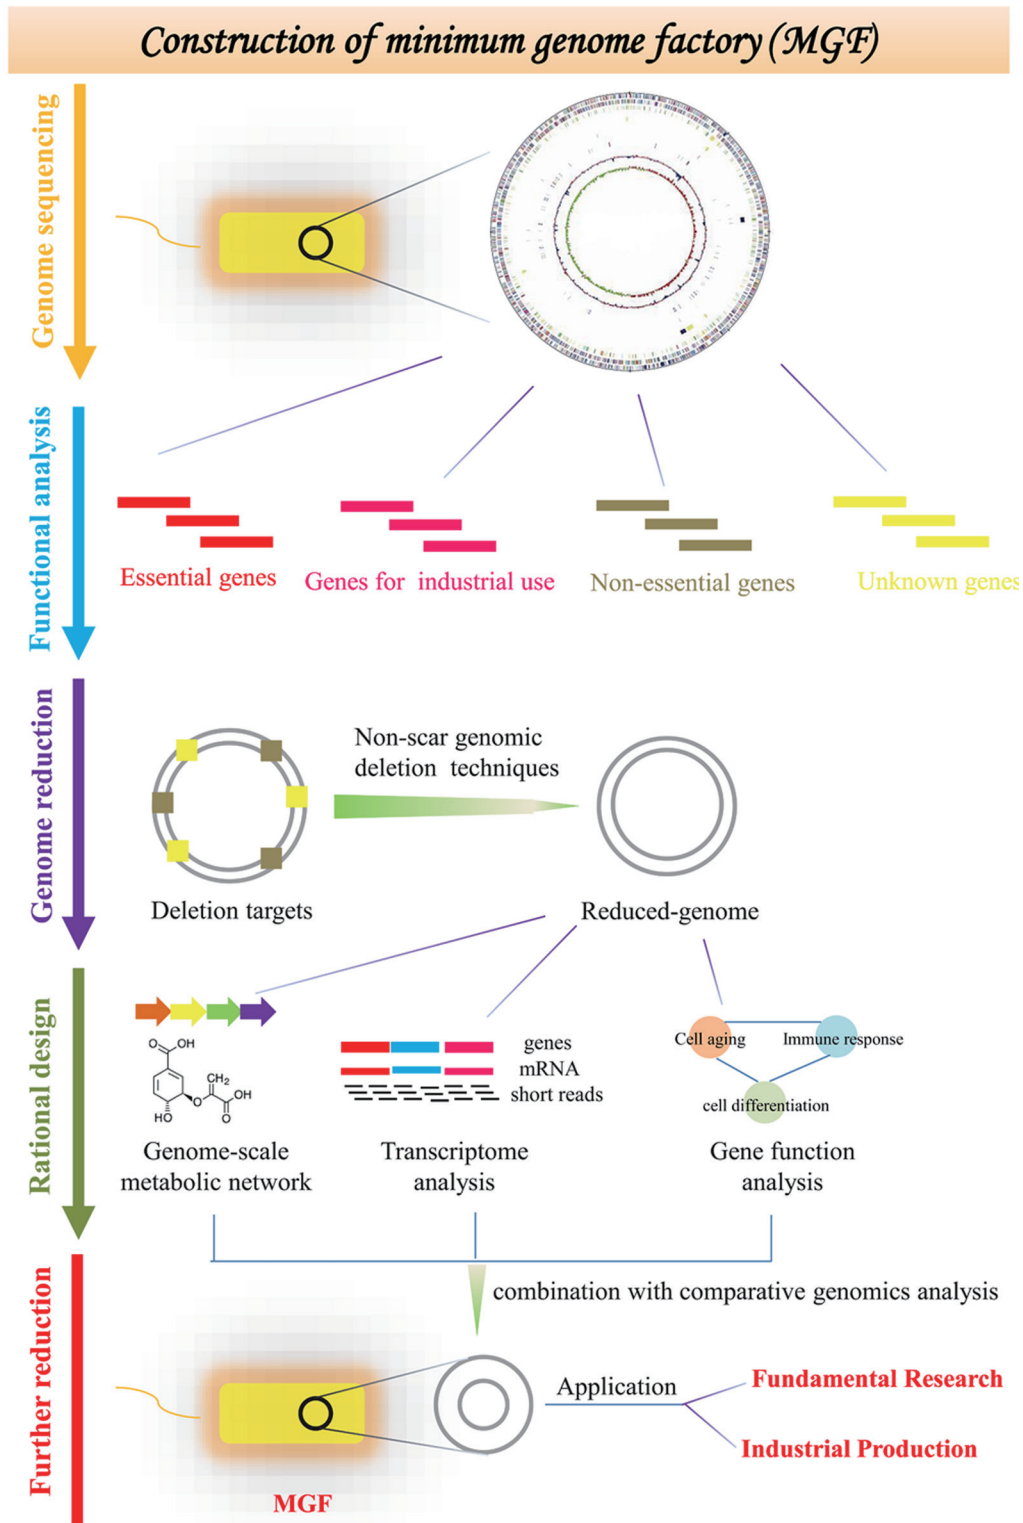 Construction of minimum genome factory (MGF)
Genome sequencing
Functional analysis
Essential genes
Genes for industrial use
Non-essential genes
Unknown genes
Genome reduction
Non-scar genomic
deletion techniques
Deletion targets
Reduced-genome
Rational design
O
OH
CH2
O
OH
O
HO
genes
mRNA
short reads
Cell aging
Immune response
cell differentiation
Genome-scale
metabolic network
Transcriptome
analysis
Gene function
analysis
Further reduction
combination with comparative genomics analysis
Application
Fundamental Research
Industrial Production
MGF